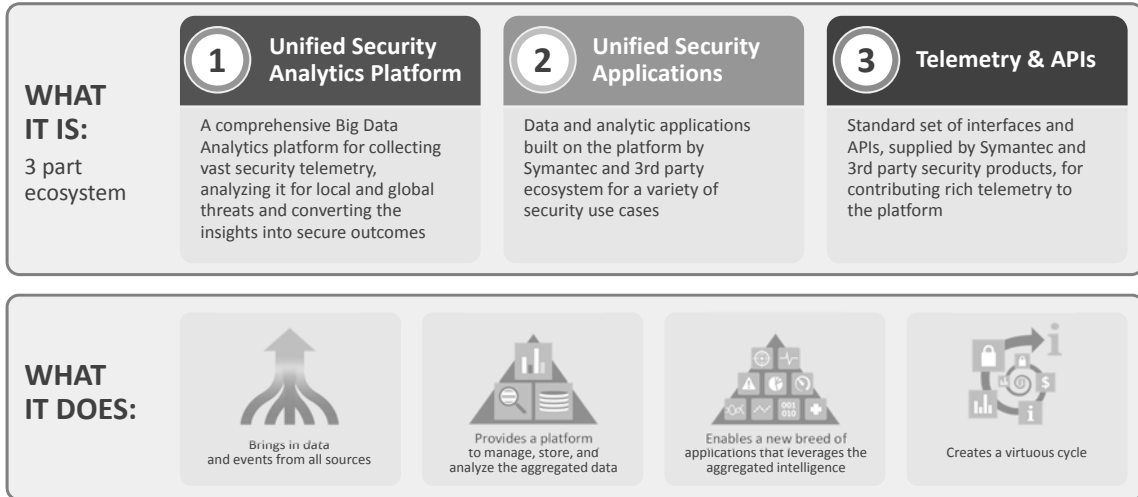 WHAT
IT IS:
3 part
ecosystem
1
Unified Security
Analytics Platform
A comprehensive Big Data
Analytics platform for collecting
vast security telemetry,
analyzing it for local and global
threats and converting the
insights into secure outcomes
2
Unified Security
Applications
Data and analytic applications
built on the platform by
Symantec and 3rd party
ecosystem for a variety of
security use cases
3
Telemetry & APIs
Standard set of interfaces and
APIs, supplied by Symantec and
3rd party security products, for
contributing rich telemetry to
the platform
WHAT
IT DOES:
Brings in data
and events from all sources
Provides a platform
to manage, store, and
analyze the aggregated data
001
010
Enables a new breed of
applications that leverages the
aggregated intelligence
i
$
i
Creates a virtuous cycle